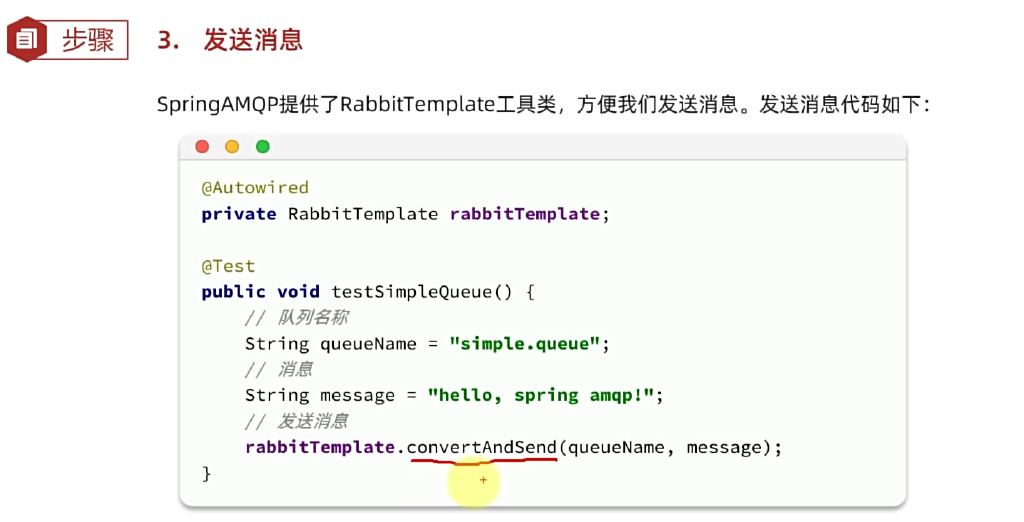 步骤
3. 发送消息
SpringAMQP提供了RabbitTemplate工具类，方便我们发送消息。发送消息代码如下：
@Autowired
private RabbitTemplate rabbitTemplate;
@Test
public void testSimpleQueue() {
// 队列名称
String queueName = "simple.queue";
// 消息
String message = "hello, spring amqp!";
// 发送消息
rabbitTemplate.convertAndSend(queueName, message);
}